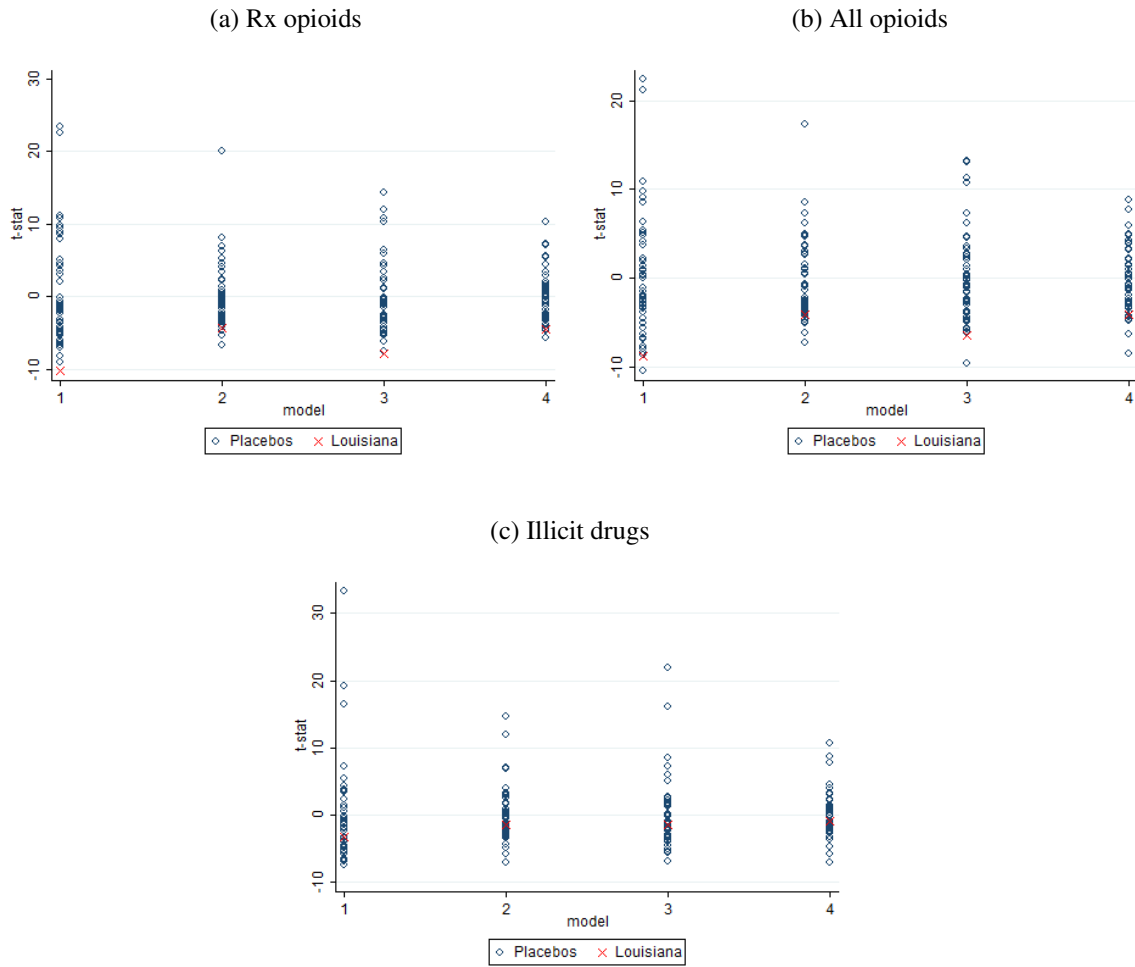 (a) Rx opioids
30
20
10
0
-10
t-stat
1 2 3 4
model
Placebos Louisiana
(b) All opioids
20
10
0
-10
t-stat
1 2 3 4
model
Placebos Louisiana
(c) Illicit drugs
30
20
10
0
-10
t-stat
1 2 3 4
model
Placebos Louisiana